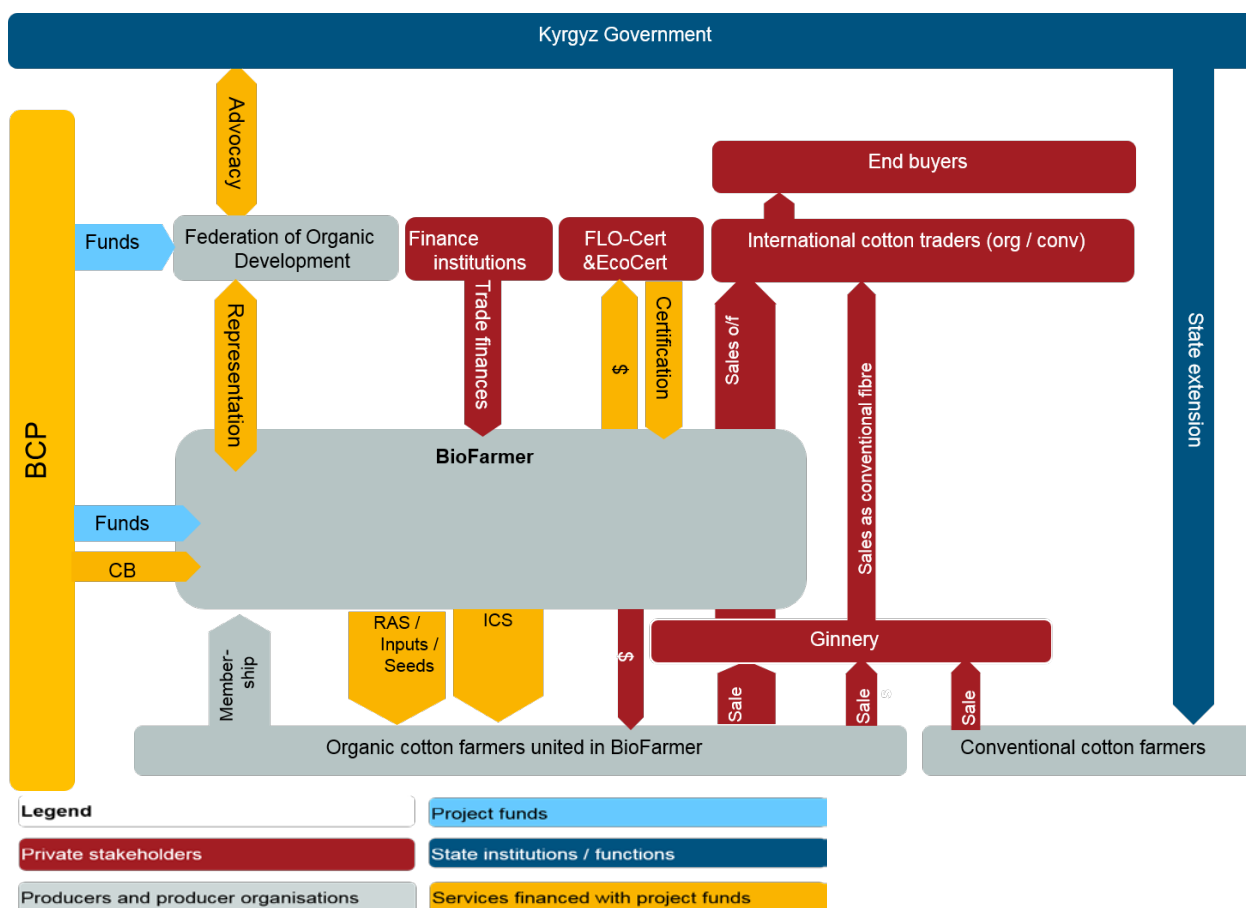 Kyrgyz Government
Advocacy
End buyers
Funds
Federation of Organic
Development
Finance
institutions
FLO-Cert
&EcoCert
International cotton traders (org / conv)
Representation
Trade finances
$
Certification
Sales o/f
Sales as conventional fibre
State extension
BCP
BioFarmer
Funds
CB
Member-
ship
RAS /
Inputs /
Seeds
ICS
$
Ginnery
Sale
Sale
Sale
Organic cotton farmers united in BioFarmer
Conventional cotton farmers
Legend
Project funds
Private stakeholders
State institutions / functions
Producers and producer organisations
Services financed with project funds